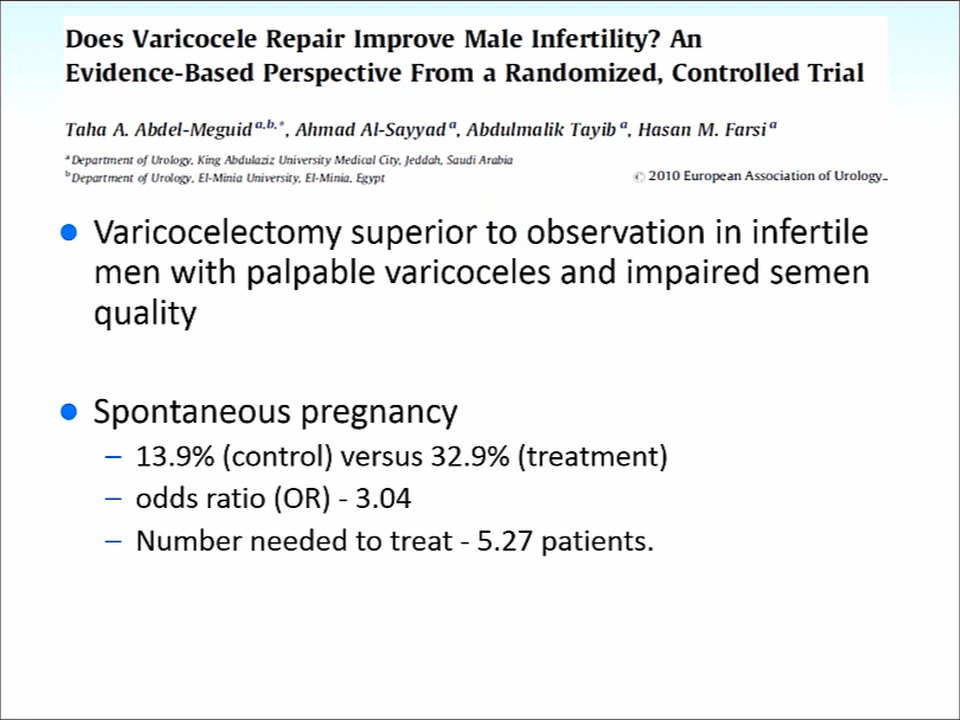 Does Varicocele Repair Improve Male Infertility? An
Evidence-Based Perspective From a Randomized, Controlled Trial
Taha A. Abdel-Meguid a,b,*, Ahmad Al-Sayyad a, Abdulmalik Tayib a, Hasan M. Farsi a
a Department of Urology, King Abdulaziz University Medical City, Jeddah, Saudi Arabia
b Department of Urology, El-Minia University, El-Minia, Egypt
© 2010 European Association of Urology.
● Varicocelectomy superior to observation in infertile
men with palpable varicoceles and impaired semen
quality
● Spontaneous pregnancy
– 13.9% (control) versus 32.9% (treatment)
– odds ratio (OR) - 3.04
– Number needed to treat - 5.27 patients.